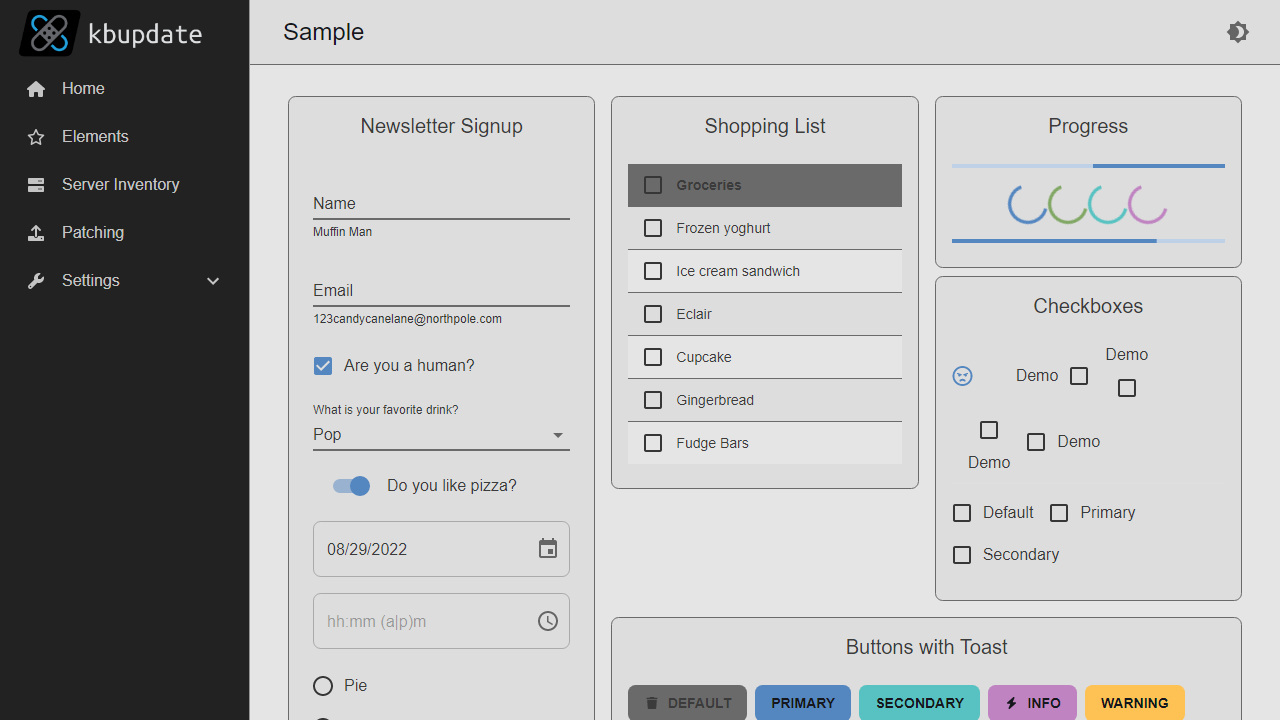 kbupdate
Home
Elements
Server Inventory
Patching
Settings
Sample
Newsletter Signup
Name
Muffin Man
Email
123candycanelane@northpole.com
Are you a human?
What is your favorite drink?
Pop
Do you like pizza?
08/29/2022
hh:mm (a|p)m
Pie
Shopping List
Groceries
Frozen yoghurt
Ice cream sandwich
Eclair
Cupcake
Gingerbread
Fudge Bars
Progress
Checkboxes
Demo
Demo
Demo
Demo
Default
Primary
Secondary
Buttons with Toast
DEFAULT
PRIMARY
SECONDARY
INFO
WARNING